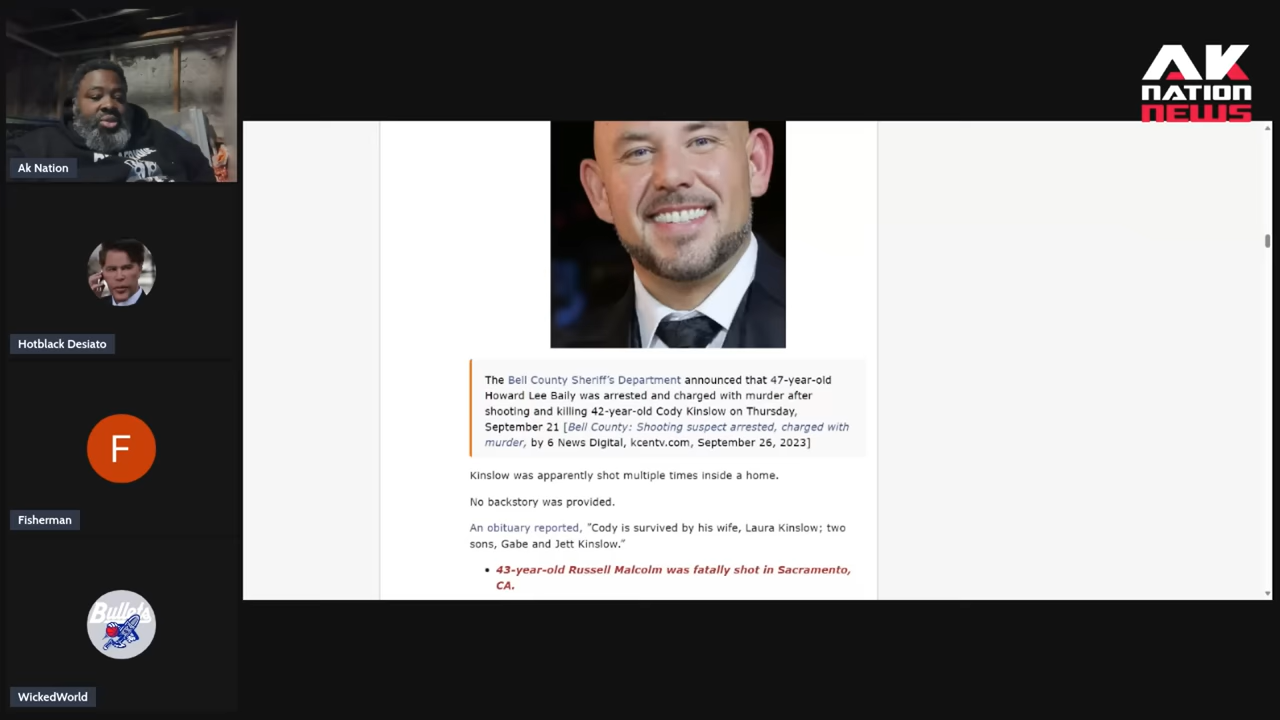 AK
NATION
NEWS
Ak Nation
Hotblack Desiato
F
Fisherman
Bullets
WickedWorld
The Bell County Sheriff's Department announced that 47-year-old
Howard Lee Baily was arrested and charged with murder after
shooting and killing 42-year-old Cody Kinslow on Thursday,
September 21 [Bell County: Shooting suspect arrested, charged with
murder, by 6 News Digital, kcentv.com, September 26, 2023]
Kinslow was apparently shot multiple times inside a home.
No backstory was provided.
An obituary reported, "Cody is survived by his wife, Laura Kinslow; two
sons, Gabe and Jett Kinslow."
• 43-year-old Russell Malcolm was fatally shot in Sacramento,
CA.